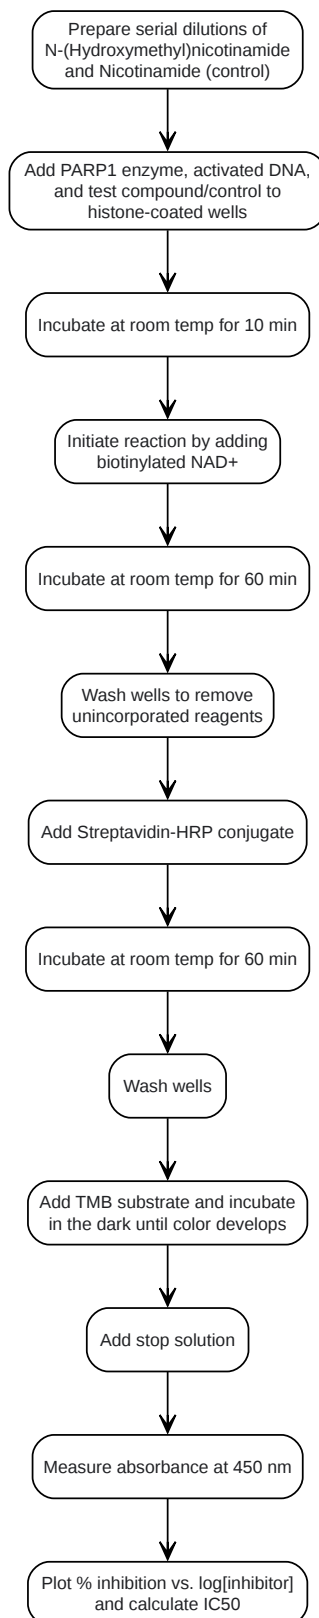 Prepare serial dilutions of
N-(Hydroxymethyl)nicotinamide
and Nicotinamide (control)
Add PARP1 enzyme, activated DNA,
and test compound/control to
histone-coated wells
Incubate at room temp for 10 min
Initiate reaction by adding
biotinylated NAD+
Incubate at room temp for 60 min
Wash wells to remove
unincorporated reagents
Add Streptavidin-HRP conjugate
Incubate at room temp for 60 min
Wash wells
Add TMB substrate and incubate
in the dark until color develops
Add stop solution
Measure absorbance at 450 nm
Plot % inhibition vs. log[inhibitor]
and calculate IC50